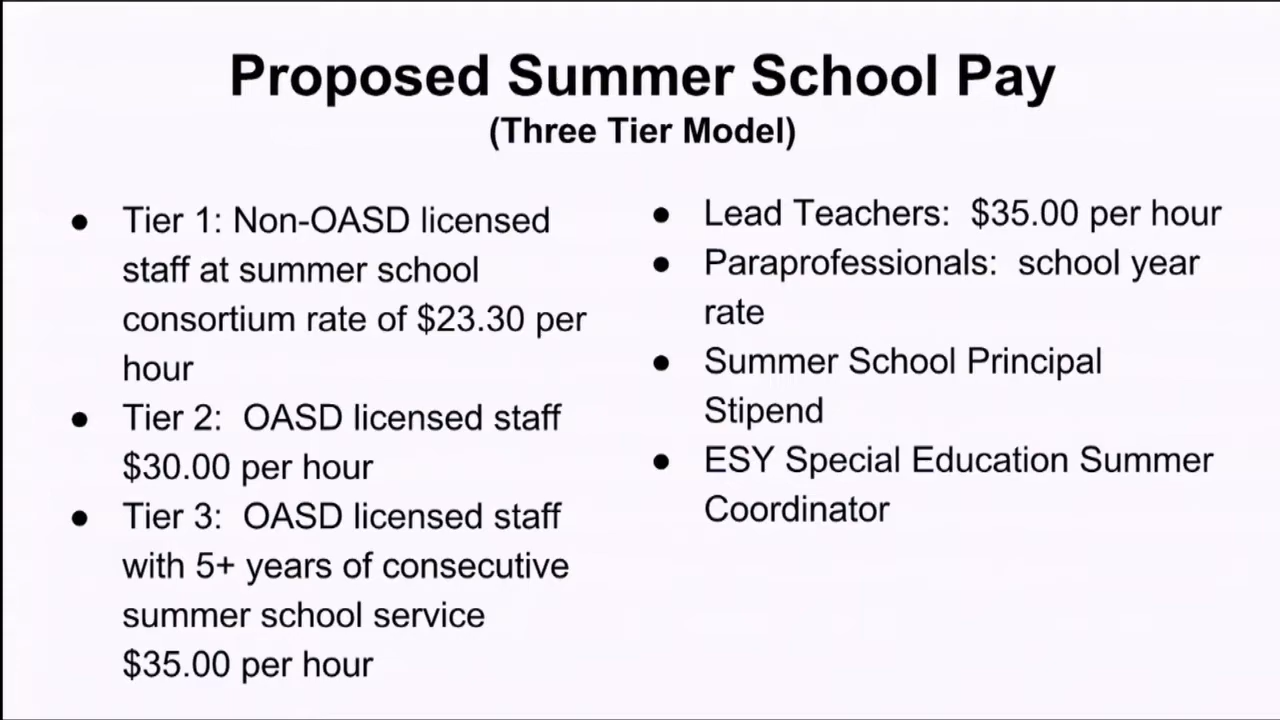 Proposed Summer School Pay
(Three Tier Model)
● Tier 1: Non-OASD licensed
staff at summer school
consortium rate of $23.30 per
hour
● Tier 2:  OASD licensed staff
$30.00 per hour
● Tier 3:  OASD licensed staff
with 5+ years of consecutive
summer school service
$35.00 per hour
● Lead Teachers:  $35.00 per hour
● Paraprofessionals:  school year
rate
● Summer School Principal
Stipend
● ESY Special Education Summer
Coordinator